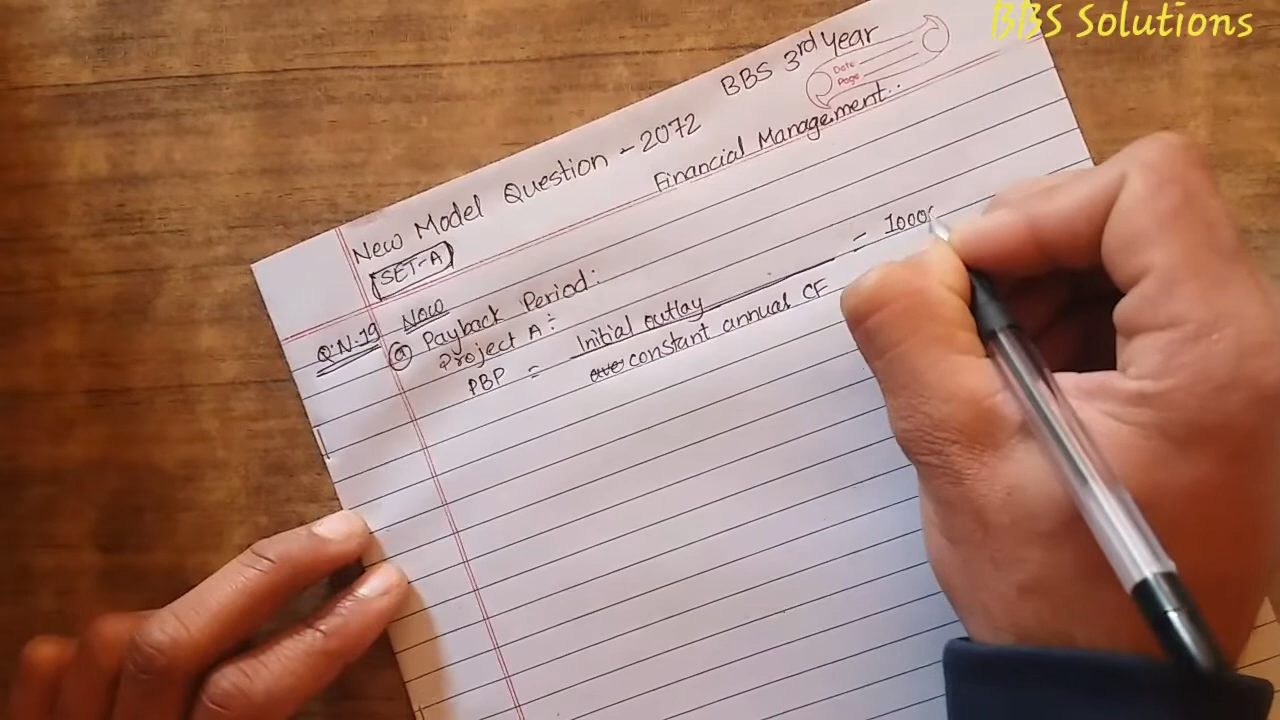 BBS Solutions
BBS 3rd Year
Date
Page
New Model Question - 2072
Financial Management..
SET-A
Q.N.19 Now
a Payback Period:
Project A:
PBP = Initial outlay = 1000
constant annual CF